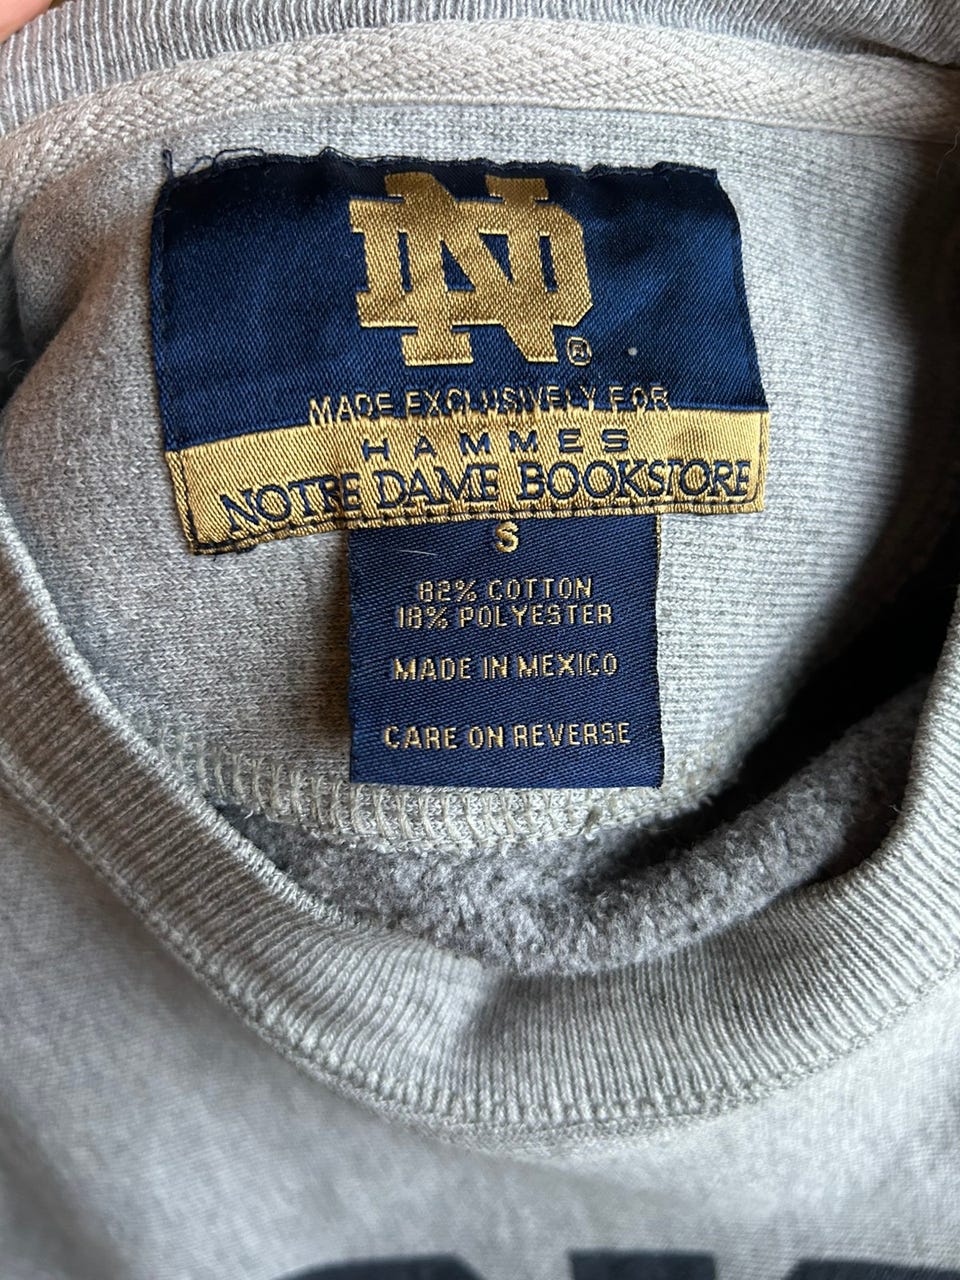 ND
®
MADE EXCLUSIVELY FOR
HAMMES
NOTRE DAME BOOKSTORE
S
82% COTTON
18% POLYESTER
MADE IN MEXICO
CARE ON REVERSE